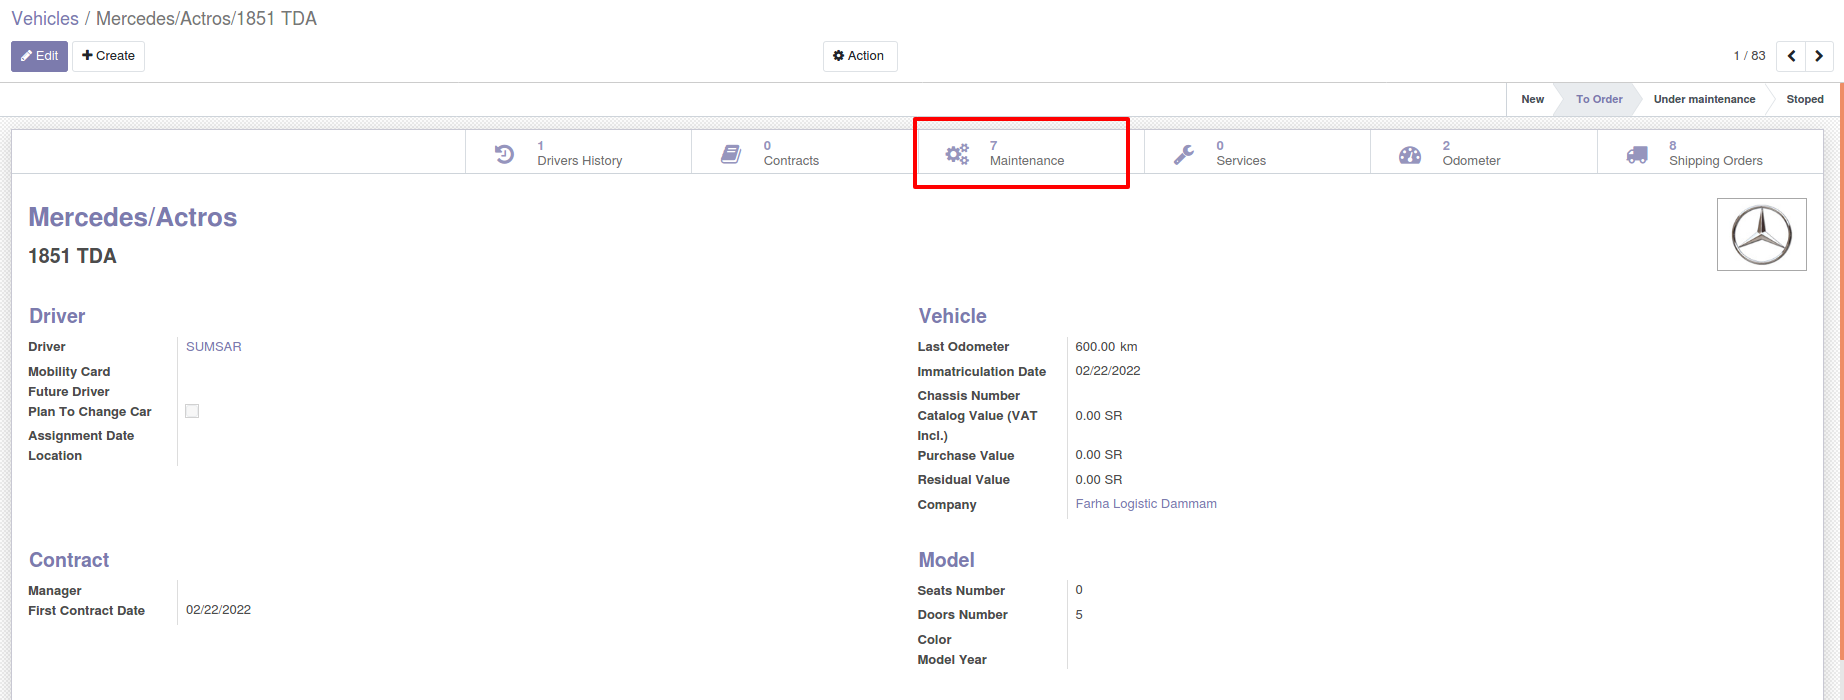 Vehicles / Mercedes/Actros/1851 TDA
Edit Create Action 1 / 83
New To Order Under maintenance Stoped
1 Drivers History
0 Contracts
7 Maintenance
0 Services
2 Odometer
8 Shipping Orders
Mercedes/Actros
1851 TDA
Driver
Driver SUMSAR
Mobility Card
Future Driver
Plan To Change Car
Assignment Date
Location
Vehicle
Last Odometer 600.00 km
Immatriculation Date 02/22/2022
Chassis Number
Catalog Value (VAT 0.00 SR
Incl.)
Purchase Value 0.00 SR
Residual Value 0.00 SR
Company Farha Logistic Dammam
Contract
Manager
First Contract Date 02/22/2022
Model
Seats Number 0
Doors Number 5
Color
Model Year